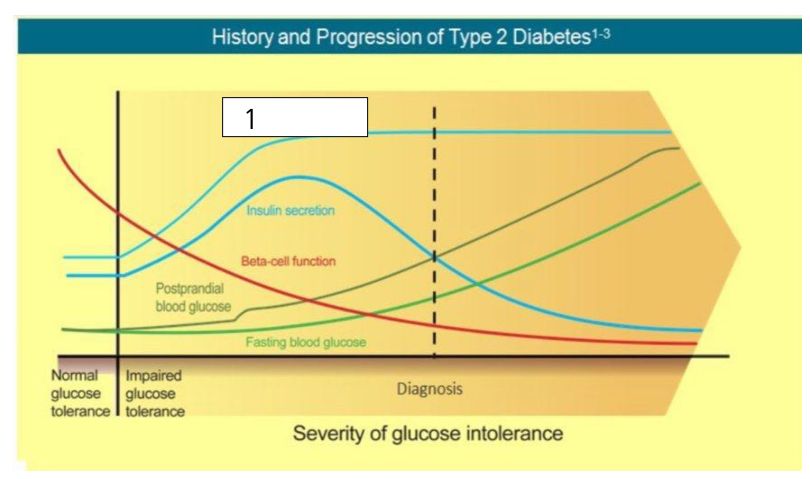 History and Progression of Type 2 Diabetes¹⁻³
1
Insulin secretion
Beta-cell function
Postprandial
blood glucose
Fasting blood glucose
Normal
glucose
tolerance
Impaired
glucose
tolerance
Diagnosis
Severity of glucose intolerance